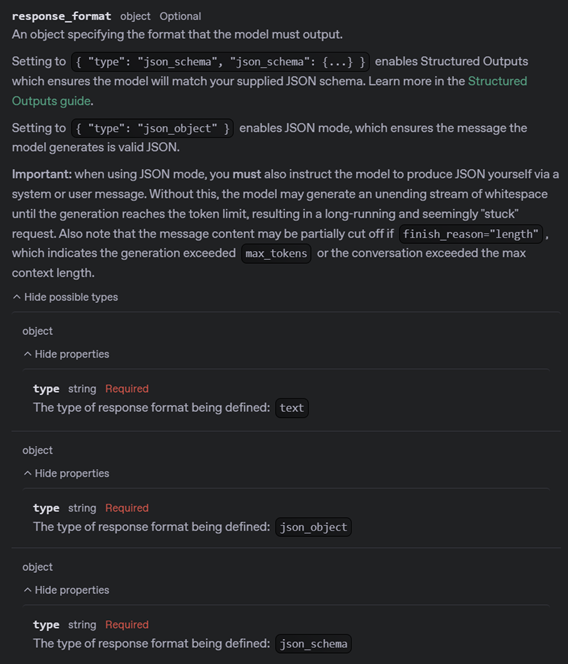 response_format object Optional
An object specifying the format that the model must output.
Setting to { "type": "json_schema", "json_schema": {...} } enables Structured Outputs
which ensures the model will match your supplied JSON schema. Learn more in the Structured
Outputs guide.
Setting to { "type": "json_object" } enables JSON mode, which ensures the message the
model generates is valid JSON.
Important: when using JSON mode, you must also instruct the model to produce JSON yourself via a
system or user message. Without this, the model may generate an unending stream of whitespace
until the generation reaches the token limit, resulting in a long-running and seemingly "stuck"
request. Also note that the message content may be partially cut off if finish_reason="length" ,
which indicates the generation exceeded max_tokens or the conversation exceeded the max
context length.
Hide possible types
object
Hide properties
type string Required
The type of response format being defined: text
object
Hide properties
type string Required
The type of response format being defined: json_object
object
Hide properties
type string Required
The type of response format being defined: json_schema